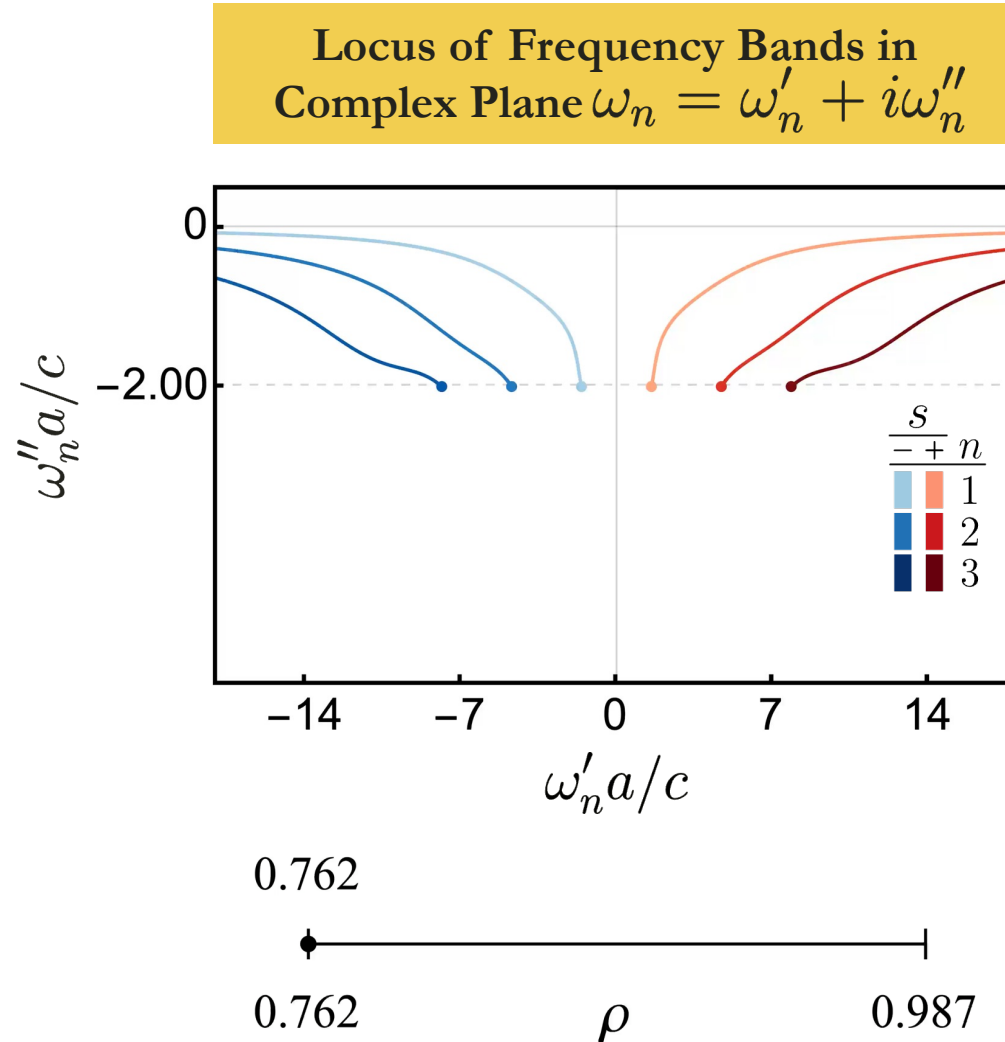 Locus of Frequency Bands in
Complex Plane ωₙ = ω′ₙ + iω″ₙ
0
−2.00
ω″ₙa/c
s
− + n
1
2
3
−14 −7 0 7 14
ω′ₙa/c
0.762
0.762 ρ 0.987